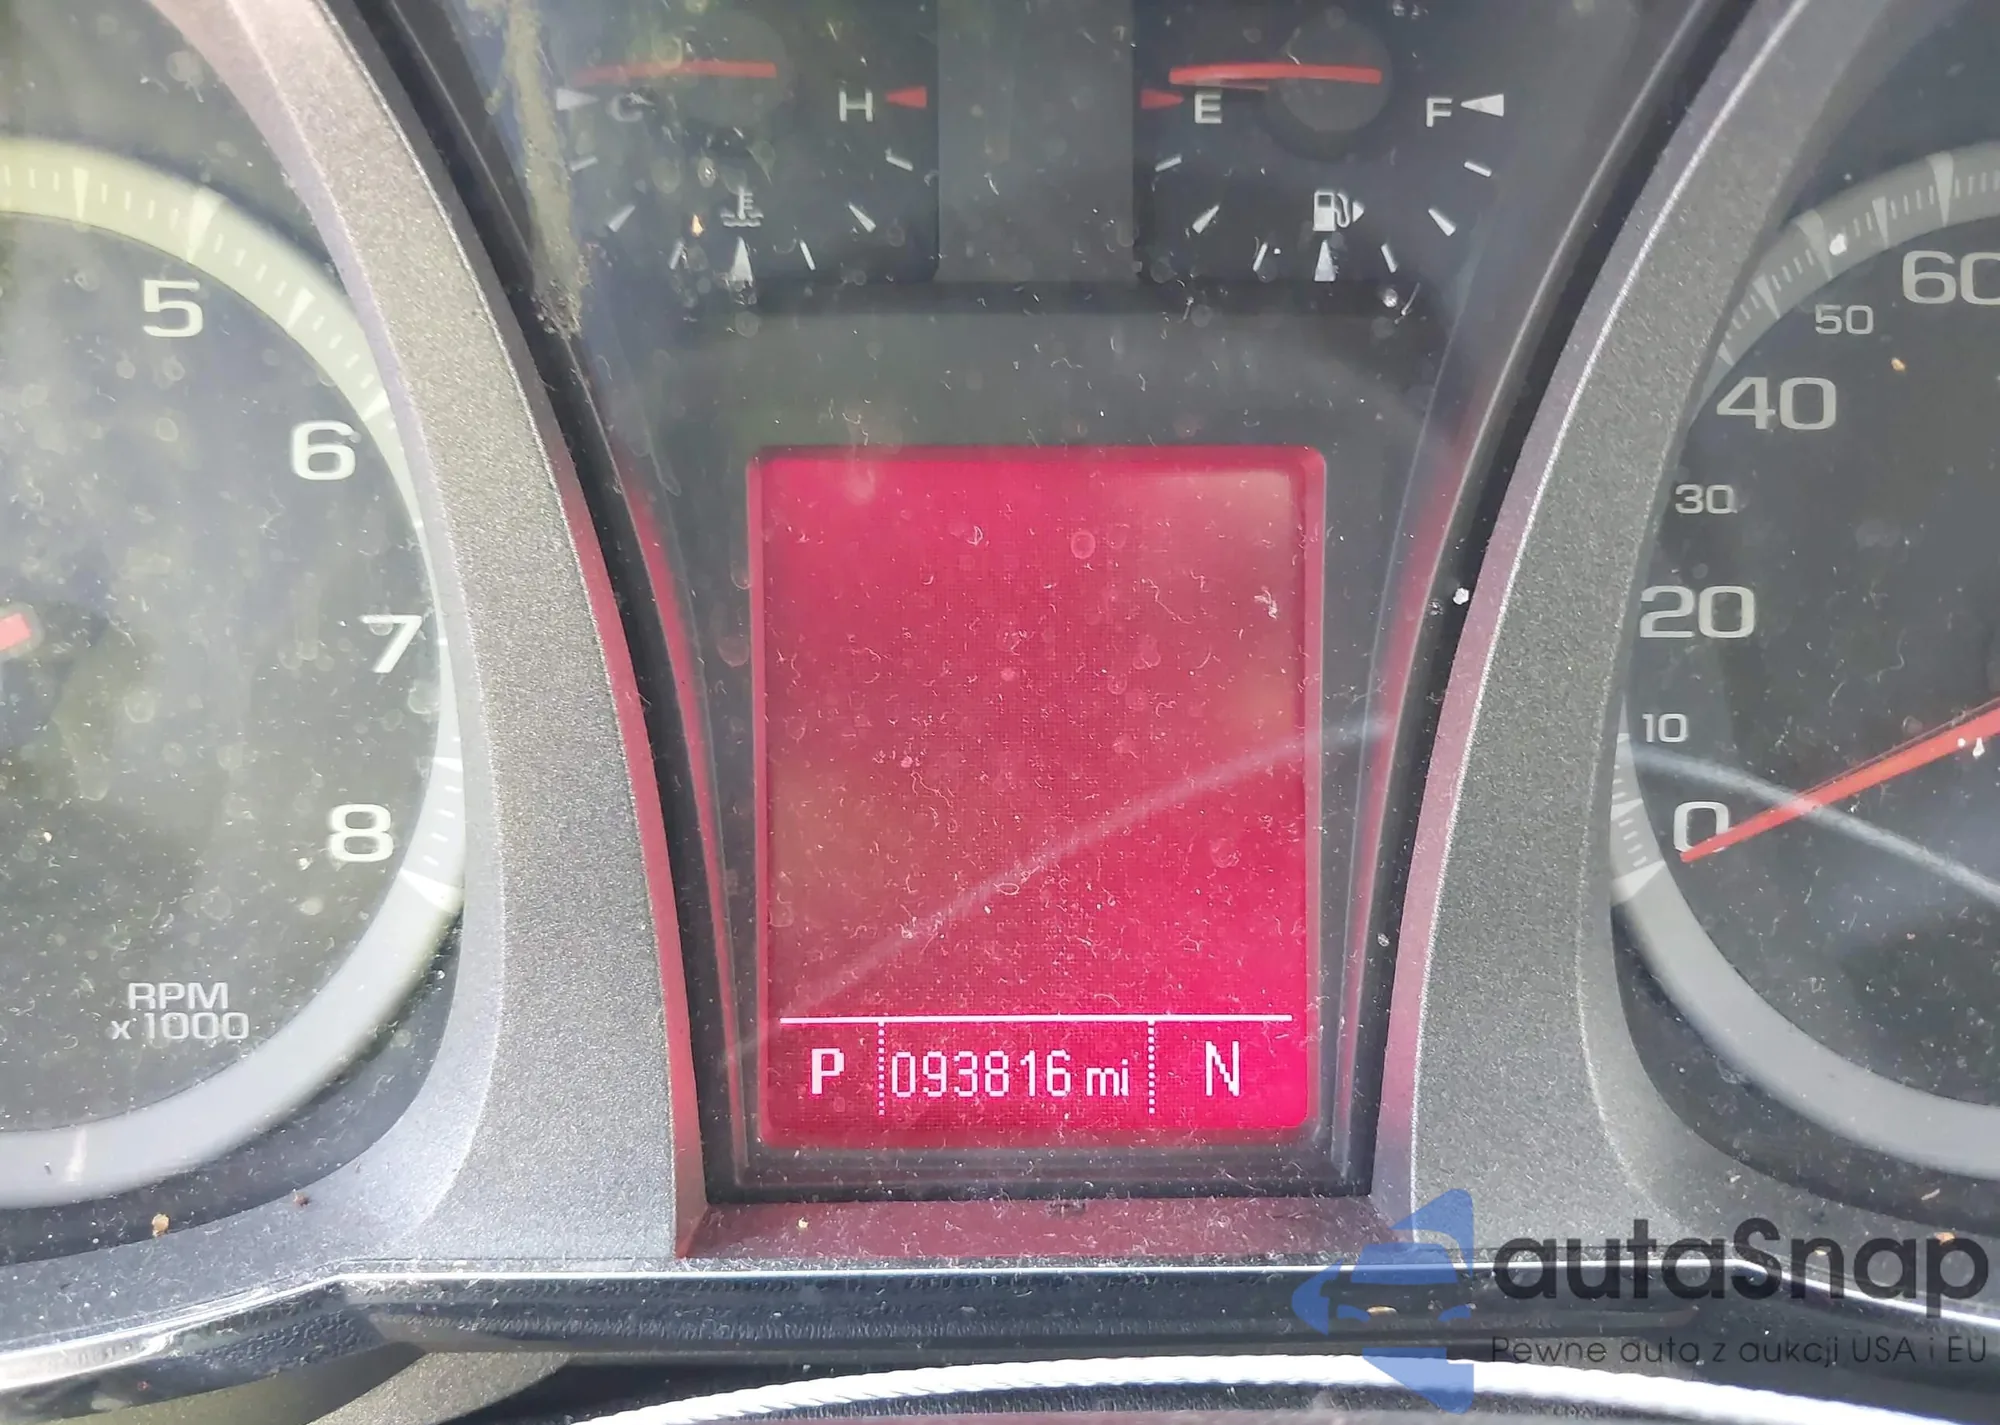 C H E F
5 6 7 8
RPM
x1000
60
50
40
30
20
10
0
P 093816 mi N
autaSnap
Pewne auta z aukcji USA i EU